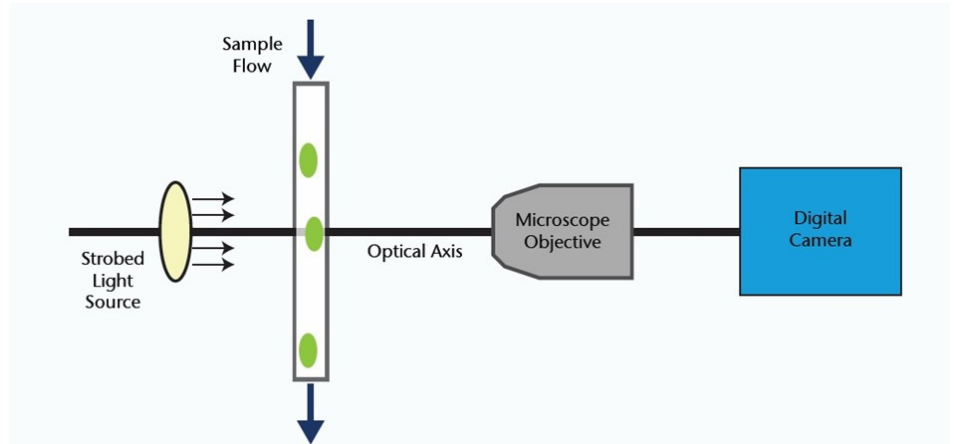 Sample
Flow
Strobed
Light
Source
Optical Axis
Microscope
Objective
Digital
Camera